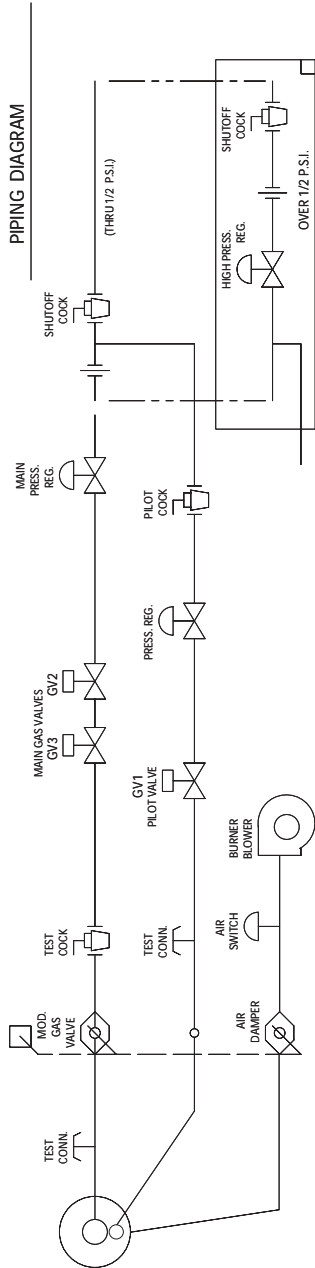 PIPING DIAGRAM
TEST
CONN.
MOD.
GAS
VALVE
TEST
COCK
MAIN GAS VALVES
GV3
GV2
MAIN
PRESS.
REG.
SHUTOFF
COCK
(THRU 1/2 P.S.I.)
TEST
CONN.
GV1
PILOT VALVE
PRESS. REG.
PILOT
COCK
AIR
DAMPER
AIR
SWITCH
BURNER
BLOWER
HIGH PRESS.
REG.
SHUTOFF
COCK
OVER 1/2 P.S.I.